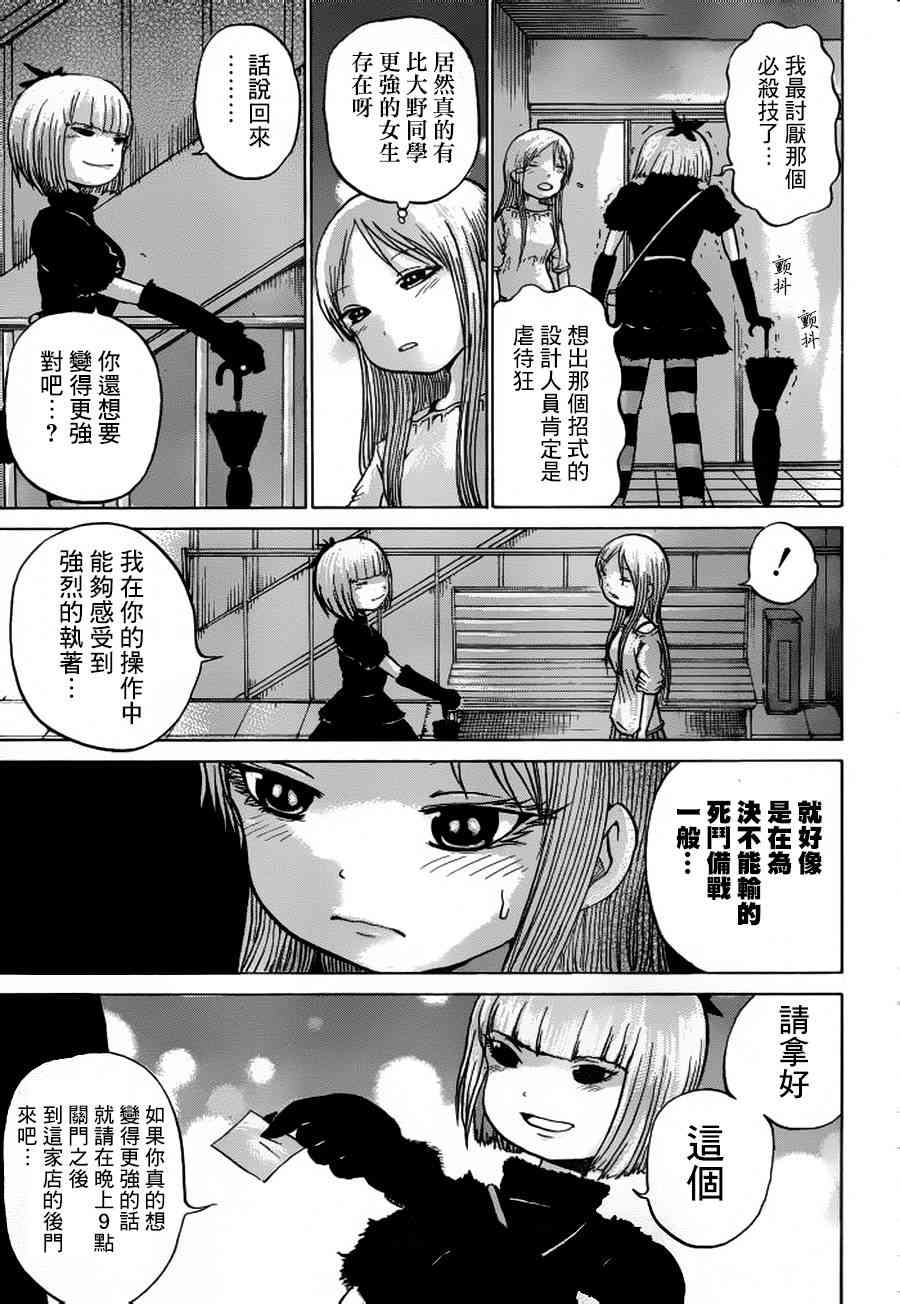 我最討厭那個
必殺技了…
顫抖
顫抖
想出那個招式的
設計人員肯定是
虐待狂
居然真的有
比大野同學
更強的女生
存在呀
話說回來
………
你還想要
變得更強
對吧…?
!
我在你的操作中
能夠感受到
強烈的執著…
就好像
是在為
決不能輸的
死鬥備戰
一般…
請拿好
這個
如果你真的想
變得更強的話
就請在晚上9點
關門之後
到這家店的後門
來吧…